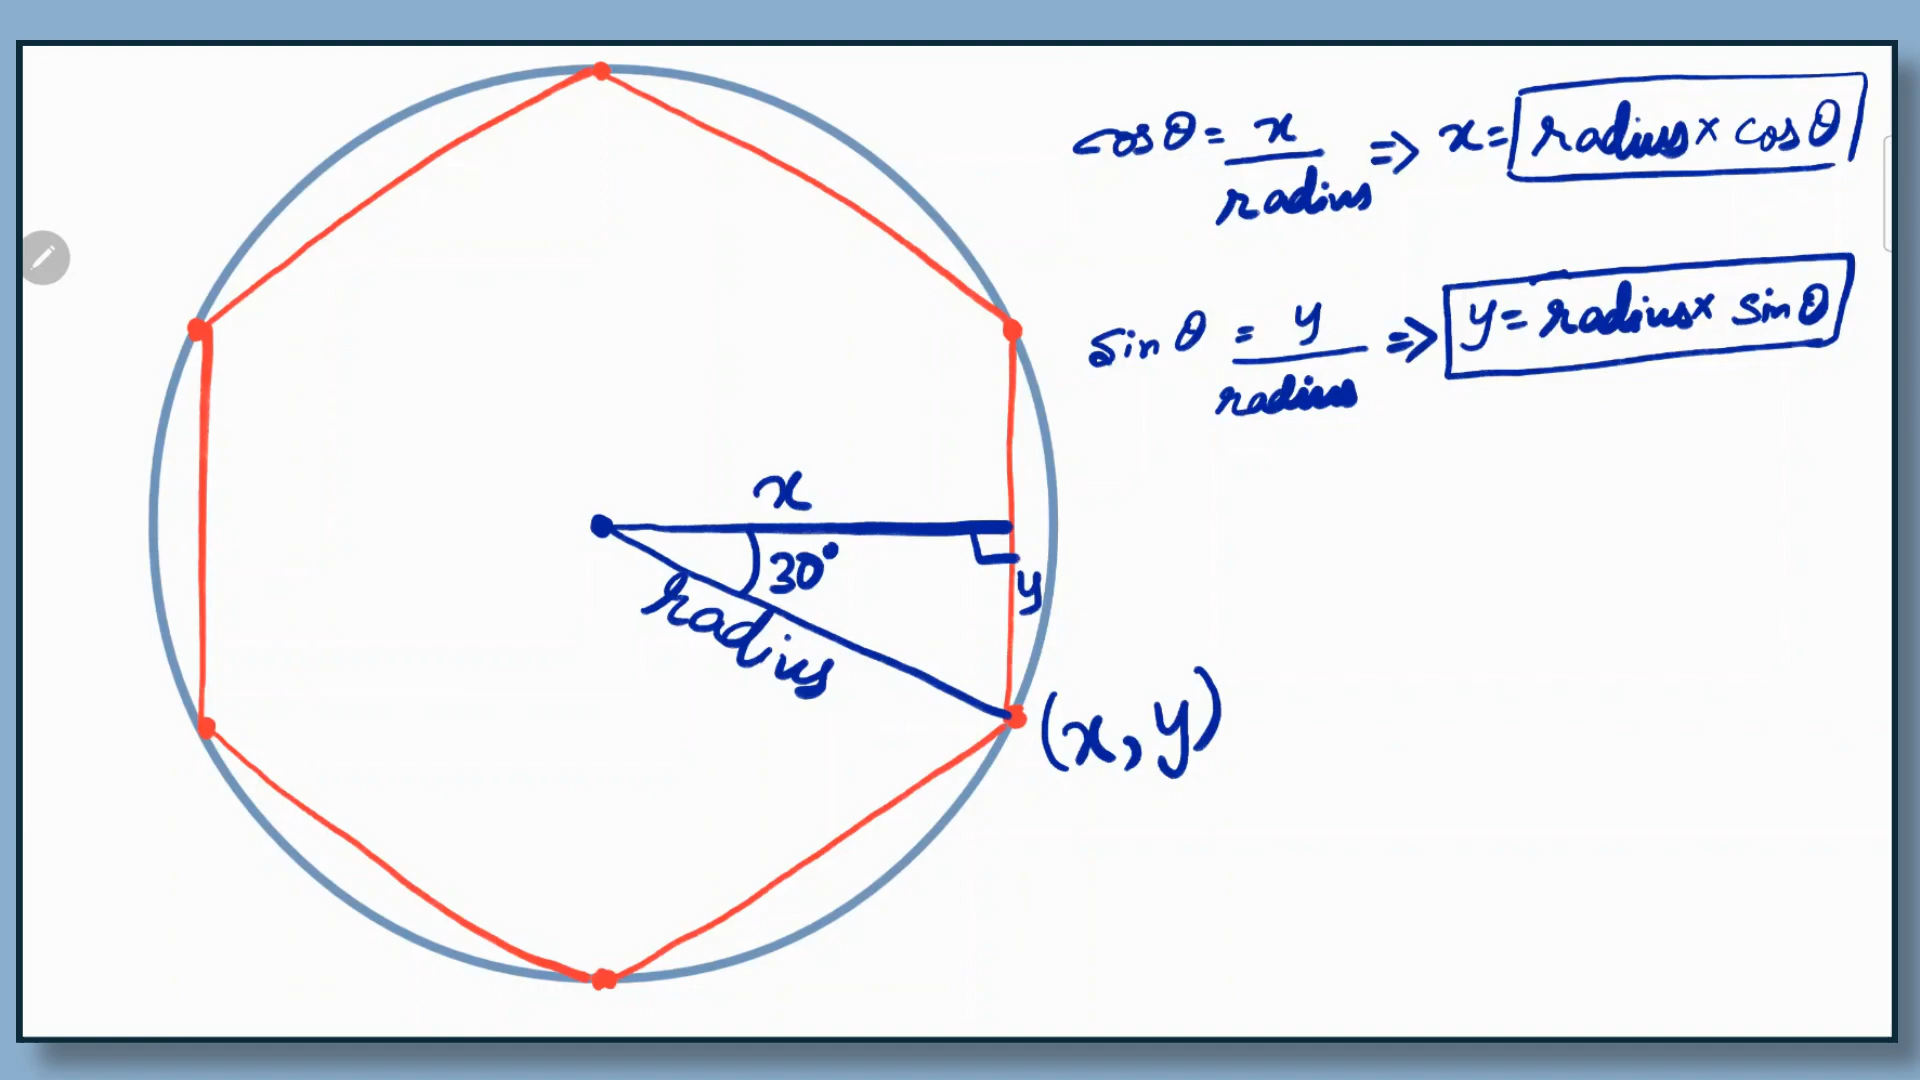 cos θ = x / radius => x = radius × cos θ
sin θ = y / radius => y = radius × sin θ
x
30°
y
radius
(x, y)